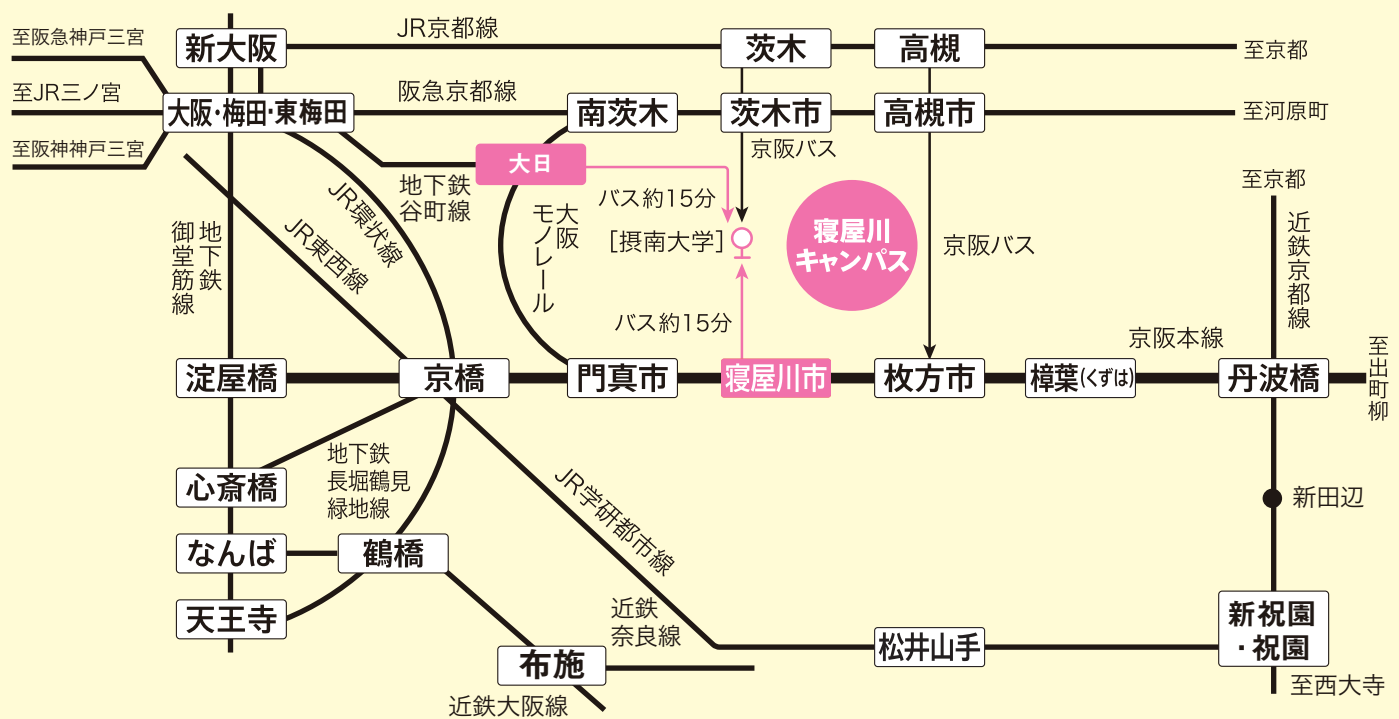 至阪急神戸三宮
新大阪
JR京都線
茨木
高槻
至京都
至JR三ノ宮
大阪・梅田・東梅田
阪急京都線
南茨木
茨木市
高槻市
至河原町
至阪神神戸三宮
大日
京阪バス
地下鉄
谷町線
バス約15分
至京都
JR環状線
JR東西線
地下鉄
御堂筋線
大阪
モノレール
[摂南大学]
寝屋川
キャンパス
京阪バス
近鉄京都線
バス約15分
京阪本線
淀屋橋
京橋
門真市
寝屋川市
枚方市
樟葉(くずは)
丹波橋
至出町柳
地下鉄
長堀鶴見
緑地線
心斎橋
JR学研都市線
新田辺
なんば
鶴橋
天王寺
近鉄
奈良線
松井山手
新祝園
・祝園
布施
至西大寺
近鉄大阪線